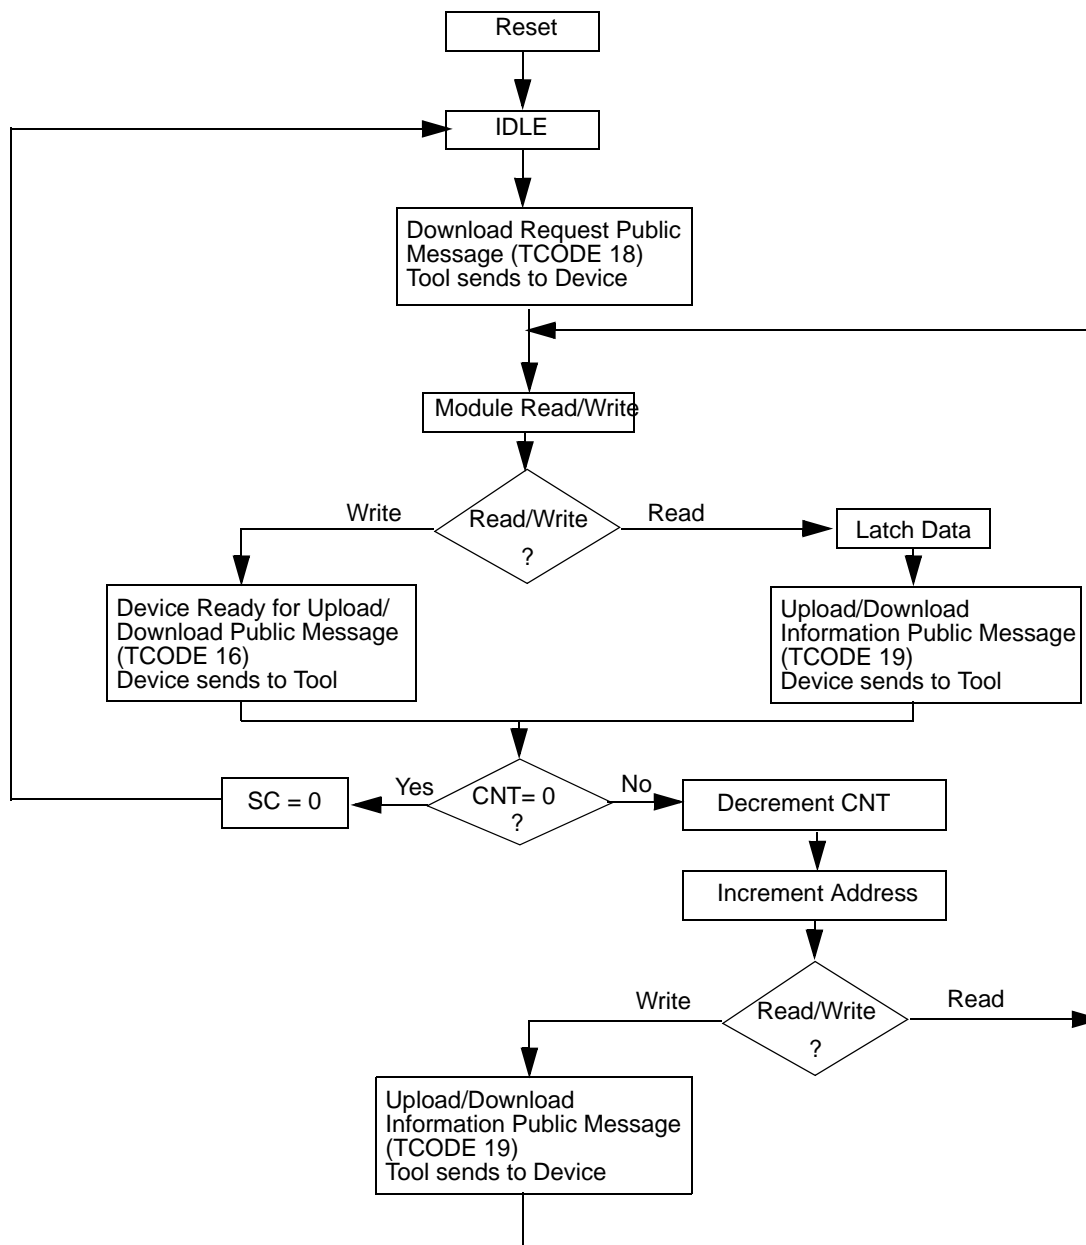 Reset
IDLE
Download Request Public
Message (TCODE 18)
Tool sends to Device
Module Read/Write
Write
Read/Write
?
Read
Latch Data
Device Ready for Upload/
Download Public Message
(TCODE 16)
Device sends to Tool
Upload/Download
Information Public Message
(TCODE 19)
Device sends to Tool
SC = 0
Yes
CNT= 0
?
No
Decrement CNT
Increment Address
Write
Read/Write
?
Read
Upload/Download
Information Public Message
(TCODE 19)
Tool sends to Device